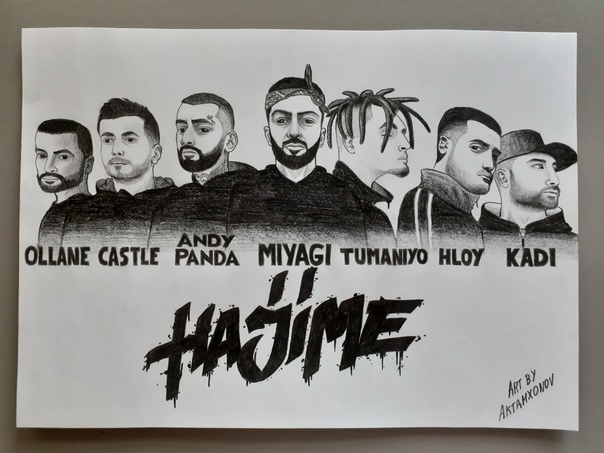 OLLANE CASTLE ANDY PANDA MIYAGI TUMANIYO HLOY KADI
HAJIME
ART BY
AKTAMXONOV